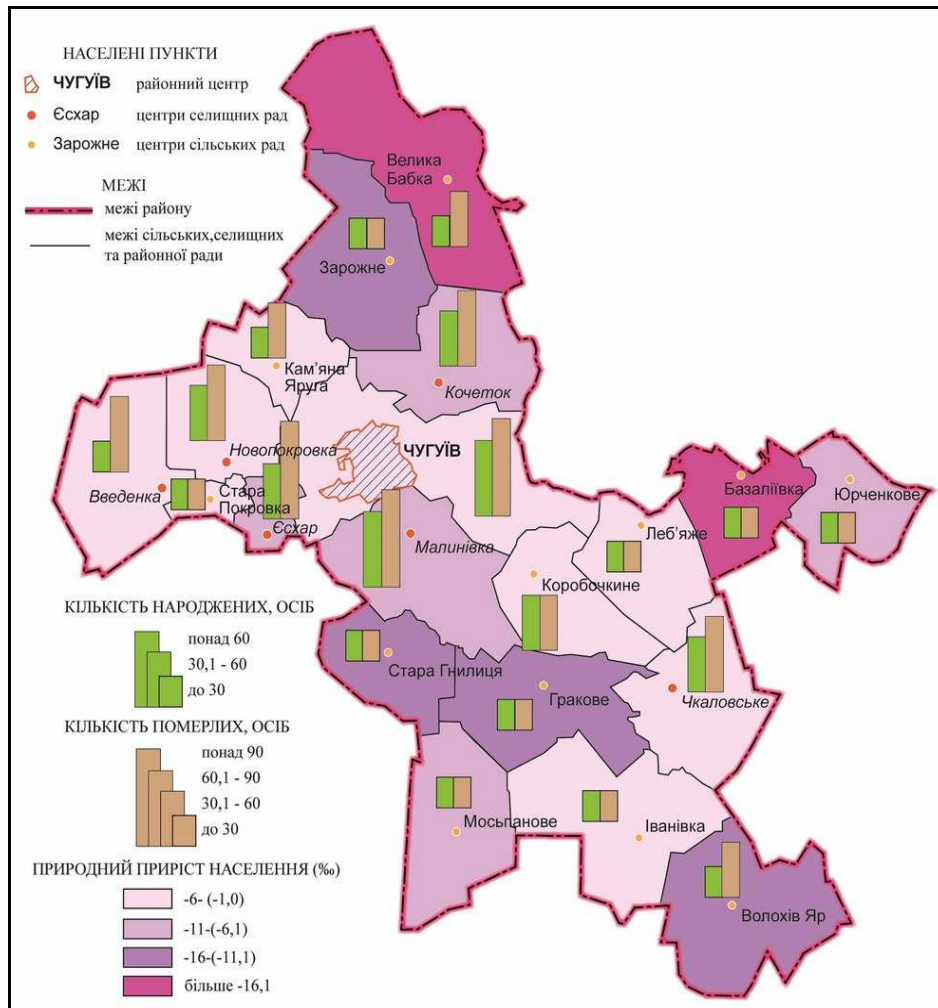 НАСЕЛЕНІ ПУНКТИ
ЧУГУЇВ районний центр
Єсхар центри селищних рад
Зарожне центри сільських рад
МЕЖІ
межі району
межі сільських,селищних
та районної ради
Велика
Бабка
Зарожне
Кам'яна
Яруга
Кочеток
Новопокровка
ЧУГУЇВ
Введенка
Стара
Покровка
Єсхар
Малинівка
Базаліївка
Юрченкове
Леб'яже
Коробочкине
Стара Гнилиця
Гракове
Чкаловське
Мосьпанове
Іванівка
Волохів Яр
КІЛЬКІСТЬ НАРОДЖЕНИХ, ОСІБ
понад 60
30,1 - 60
до 30
КІЛЬКІСТЬ ПОМЕРЛИХ, ОСІБ
понад 90
60,1 - 90
30,1 - 60
до 30
ПРИРОДНИЙ ПРИРІСТ НАСЕЛЕННЯ (‰)
-6- (-1,0)
-11-(-6,1)
-16-(-11,1)
більше -16,1